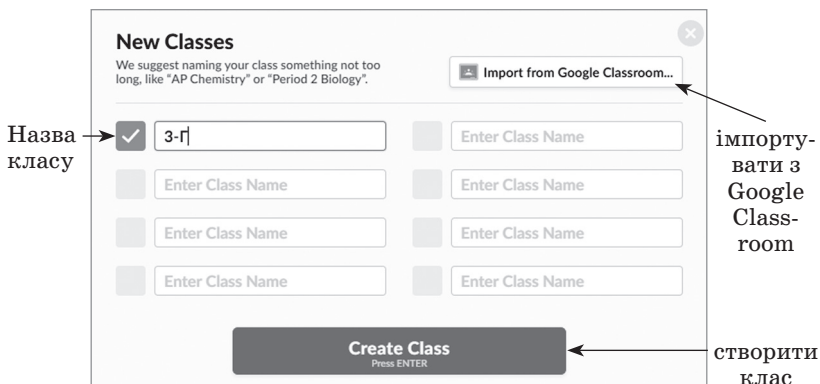 New Classes
We suggest naming your class something not too
long, like “AP Chemistry” or “Period 2 Biology”.
Import from Google Classroom...
Назва
класу
3-Г
Enter Class Name
Enter Class Name
Enter Class Name
Enter Class Name
Enter Class Name
Enter Class Name
Enter Class Name
імпорту-
вати з
Google
Class-
room
Create Class
Press ENTER
створити
клас